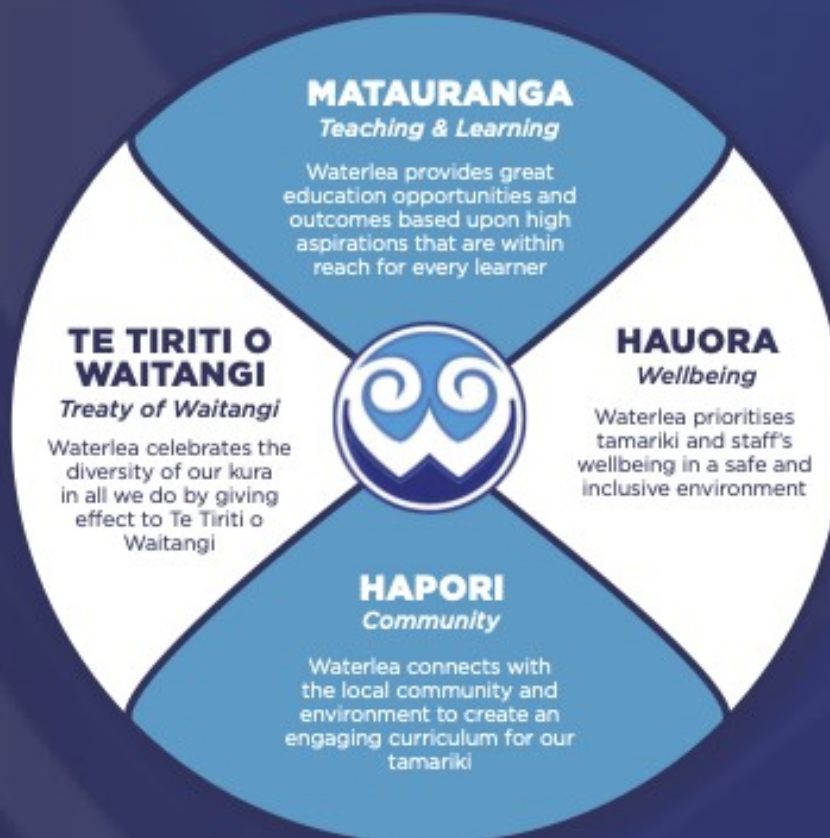 MATAURANGA
Teaching & Learning
Waterlea provides great
education opportunities and
outcomes based upon high
aspirations that are within
reach for every learner
TE TIRITI O
WAITANGI
Treaty of Waitangi
Waterlea celebrates the
diversity of our kura
in all we do by giving
effect to Te Tiriti o
Waitangi
HAUORA
Wellbeing
Waterlea prioritises
tamariki and staff's
wellbeing in a safe and
inclusive environment
HAPORI
Community
Waterlea connects with
the local community and
environment to create an
engaging curriculum for our
tamariki